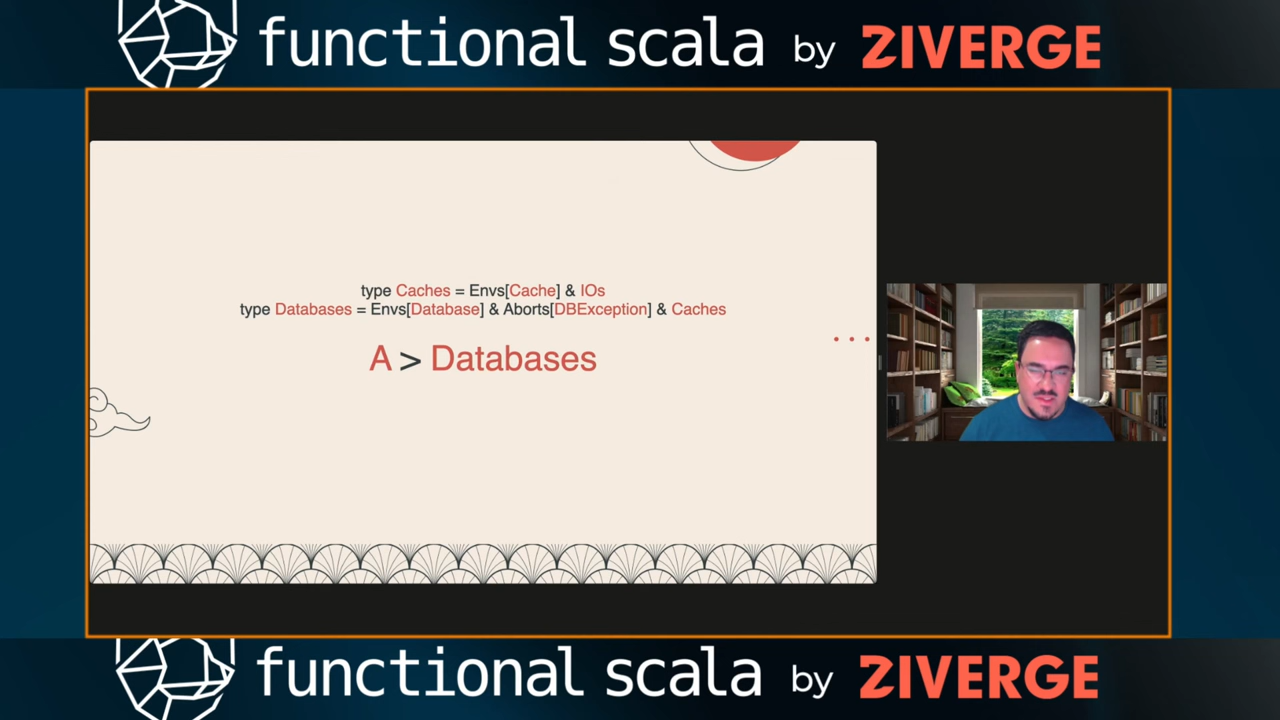 functional scala by ZIVERGE
type Caches = Envs[Cache] & IOs
type Databases = Envs[Database] & Aborts[DBException] & Caches
A > Databases
functional scala by ZIVERGE